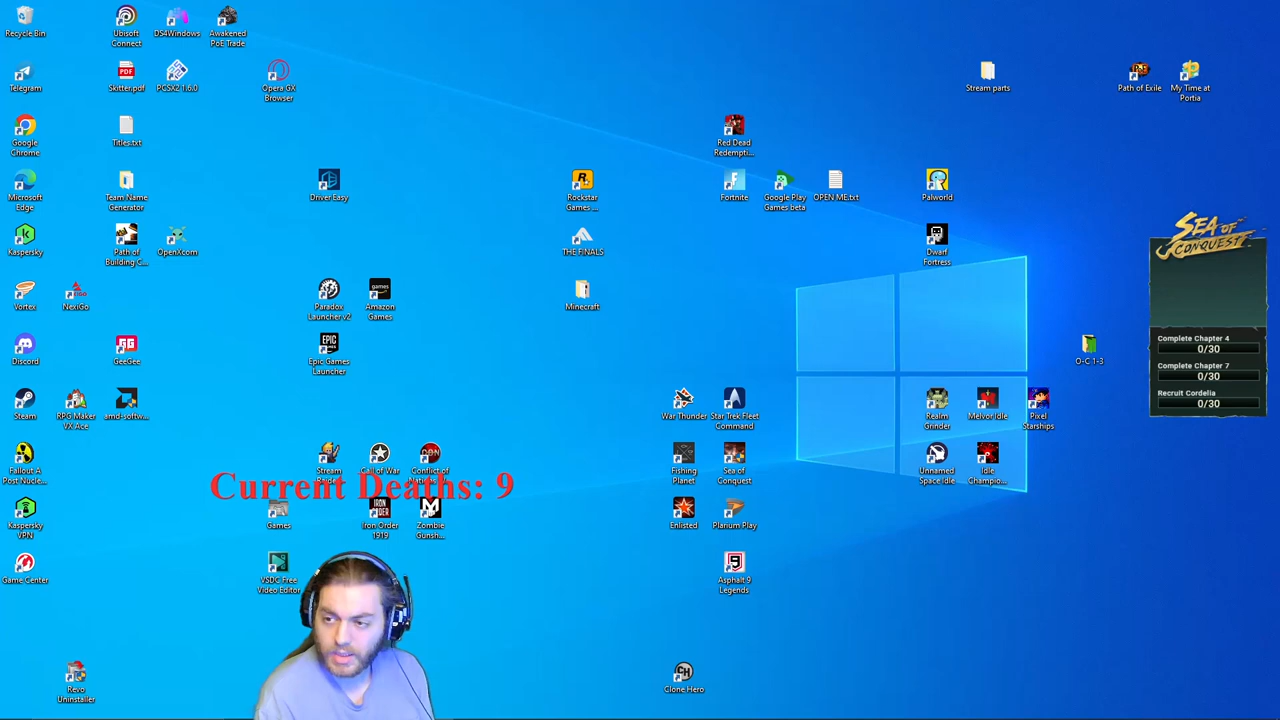 Recycle Bin
Ubisoft
Connect
DS4Windows
Awakened
PoE Trade
Telegram
Skitter.pdf
PCSX2 1.6.0
Opera GX
Browser
Stream parts
Path of Exile
My Time at
Portia
Google
Chrome
Titles.txt
Red Dead
Redempti...
Microsoft
Edge
Team Name
Generator
Driver Easy
Rockstar
Games ...
Fortnite
Google Play
Games beta
OPEN ME.txt
Palworld
Kaspersky
Path of
Building C...
OpenXcom
THE FINALS
Dwarf
Fortress
SEA OF
CONQUEST
Vortex
NexiGo
Paradox
Launcher v2
Amazon
Games
Minecraft
Discord
GeeGee
Epic Games
Launcher
O-C 1-3
Complete Chapter 4
0/30
Complete Chapter 7
0/30
Recruit Cordelia
0/30
Steam
RPG Maker
VX Ace
amd-softw...
War Thunder
Star Trek Fleet
Command
Realm
Grinder
Melvor Idle
Pixel
Starships
Fallout A
Post Nucle...
Stream
Call of War
Conflict of
Fishing
Planet
Sea of
Conquest
Unnamed
Space Idle
Idle
Champio...
Current Deaths: 9
Kaspersky
VPN
Games
Iron Order
1919
Zombie
Gunsh...
Enlisted
Plarium Play
Game Center
VSDC Free
Video Editor
Asphalt 9
Legends
Revo
Uninstaller
Clone Hero